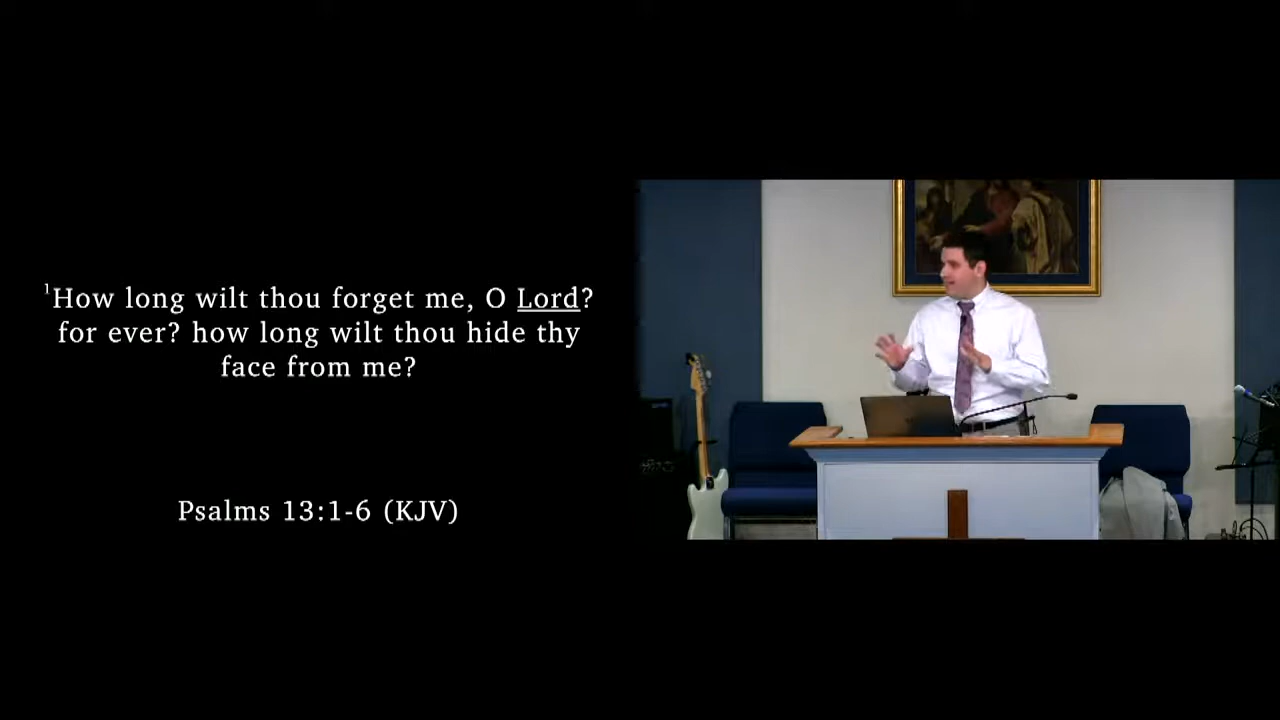 ¹How long wilt thou forget me, O Lord?
for ever? how long wilt thou hide thy
face from me?
Psalms 13:1-6 (KJV)